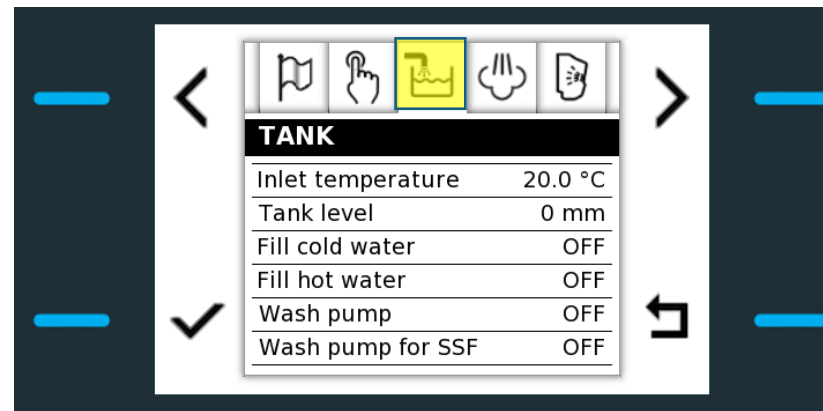 TANK
Inlet temperature 20.0 °C
Tank level 0 mm
Fill cold water OFF
Fill hot water OFF
Wash pump OFF
Wash pump for SSF OFF